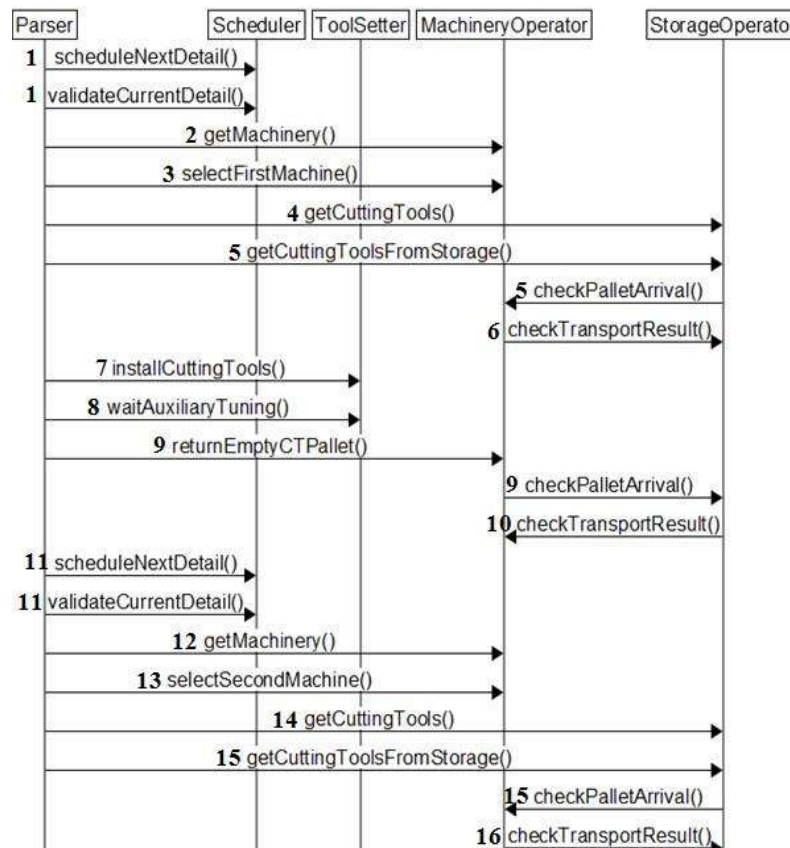 Parser Scheduler ToolSetter MachineryOperator StorageOperato
1 scheduleNextDetail()
1 validateCurrentDetail()
2 getMachinery()
3 selectFirstMachine()
4 getCuttingTools()
5 getCuttingToolsFromStorage()
5 checkPalletArrival()
6 checkTransportResult()
7 installCuttingTools()
8 waitAuxiliaryTuning()
9 returnEmptyCTPallet()
9 checkPalletArrival()
10 checkTransportResult()
11 scheduleNextDetail()
11 validateCurrentDetail()
12 getMachinery()
13 selectSecondMachine()
14 getCuttingTools()
15 getCuttingToolsFromStorage()
15 checkPalletArrival()
16 checkTransportResult()